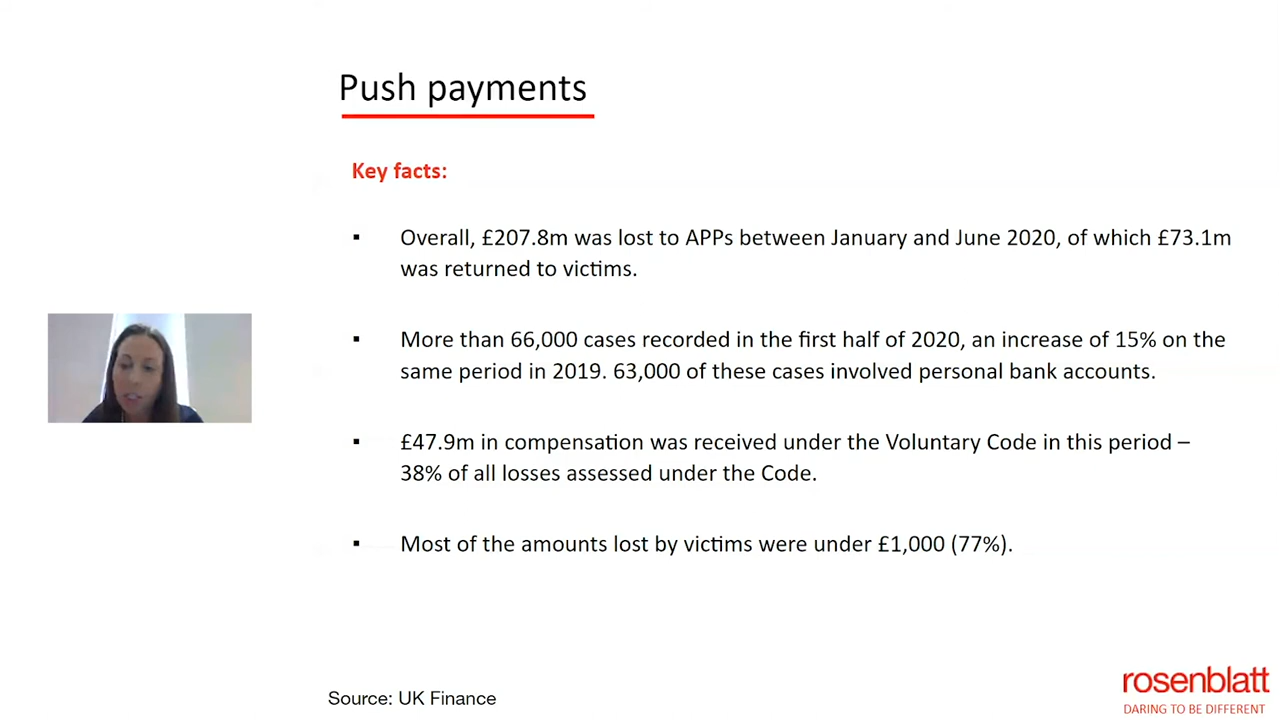 Push payments
Key facts:
▪ Overall, £207.8m was lost to APPs between January and June 2020, of which £73.1m
was returned to victims.
▪ More than 66,000 cases recorded in the first half of 2020, an increase of 15% on the
same period in 2019. 63,000 of these cases involved personal bank accounts.
▪ £47.9m in compensation was received under the Voluntary Code in this period –
38% of all losses assessed under the Code.
▪ Most of the amounts lost by victims were under £1,000 (77%).
Source: UK Finance
rosenblatt
DARING TO BE DIFFERENT